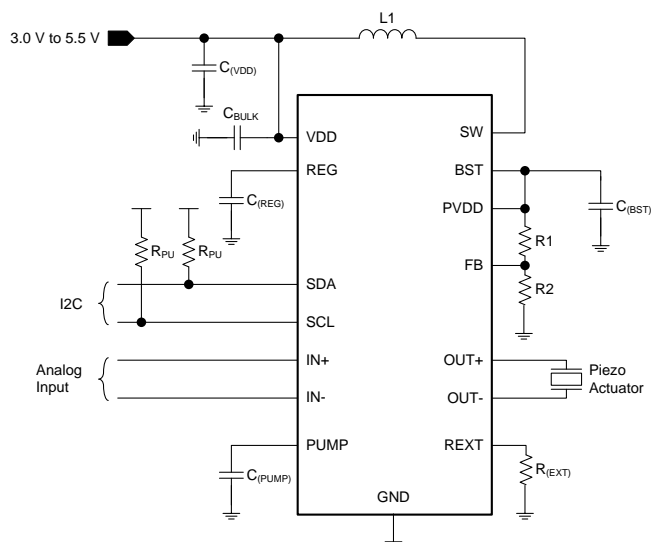 L1
3.0 V to 5.5 V
C(VDD)
CBULK
VDD
SW
REG
BST
C(REG)
PVDD
C(BST)
RPU
RPU
R1
FB
SDA
R2
I2C
SCL
IN+
OUT+
Analog
Input
Piezo
Actuator
IN-
OUT-
PUMP
REXT
C(PUMP)
R(EXT)
GND